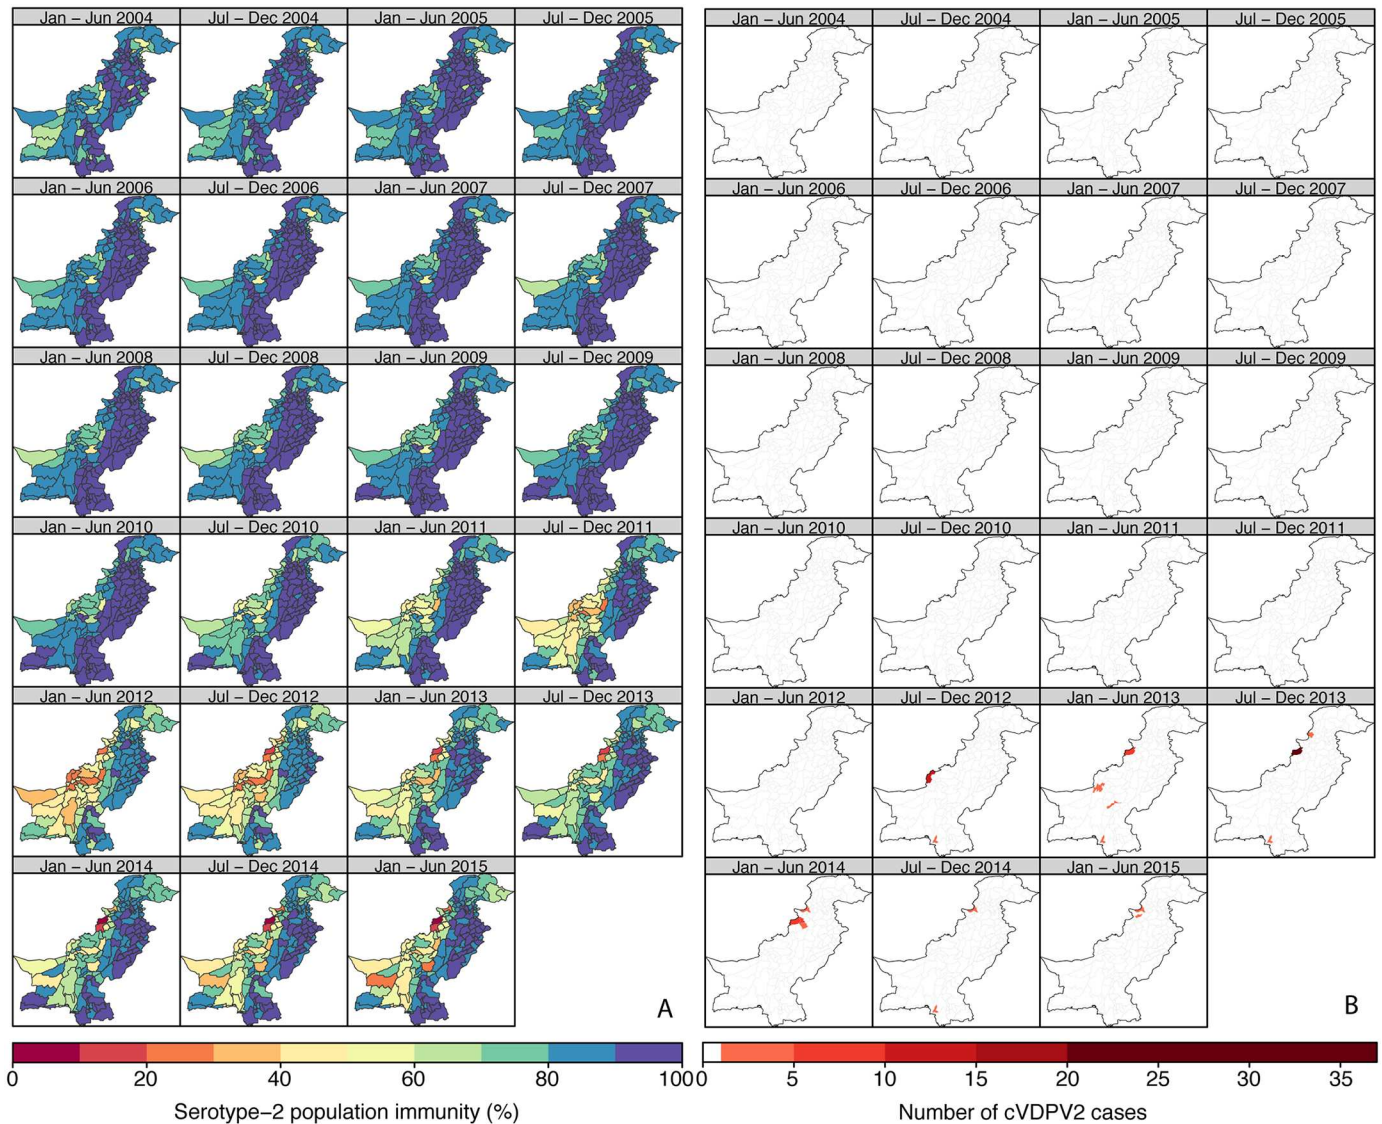 Jan – Jun 2004 Jul – Dec 2004 Jan – Jun 2005 Jul – Dec 2005
Jan – Jun 2006 Jul – Dec 2006 Jan – Jun 2007 Jul – Dec 2007
Jan – Jun 2008 Jul – Dec 2008 Jan – Jun 2009 Jul – Dec 2009
Jan – Jun 2010 Jul – Dec 2010 Jan – Jun 2011 Jul – Dec 2011
Jan – Jun 2012 Jul – Dec 2012 Jan – Jun 2013 Jul – Dec 2013
Jan – Jun 2014 Jul – Dec 2014 Jan – Jun 2015
A
0 20 40 60 80 100
Serotype−2 population immunity (%)
Jan – Jun 2004 Jul – Dec 2004 Jan – Jun 2005 Jul – Dec 2005
Jan – Jun 2006 Jul – Dec 2006 Jan – Jun 2007 Jul – Dec 2007
Jan – Jun 2008 Jul – Dec 2008 Jan – Jun 2009 Jul – Dec 2009
Jan – Jun 2010 Jul – Dec 2010 Jan – Jun 2011 Jul – Dec 2011
Jan – Jun 2012 Jul – Dec 2012 Jan – Jun 2013 Jul – Dec 2013
Jan – Jun 2014 Jul – Dec 2014 Jan – Jun 2015
B
0 5 10 15 20 25 30 35
Number of cVDPV2 cases